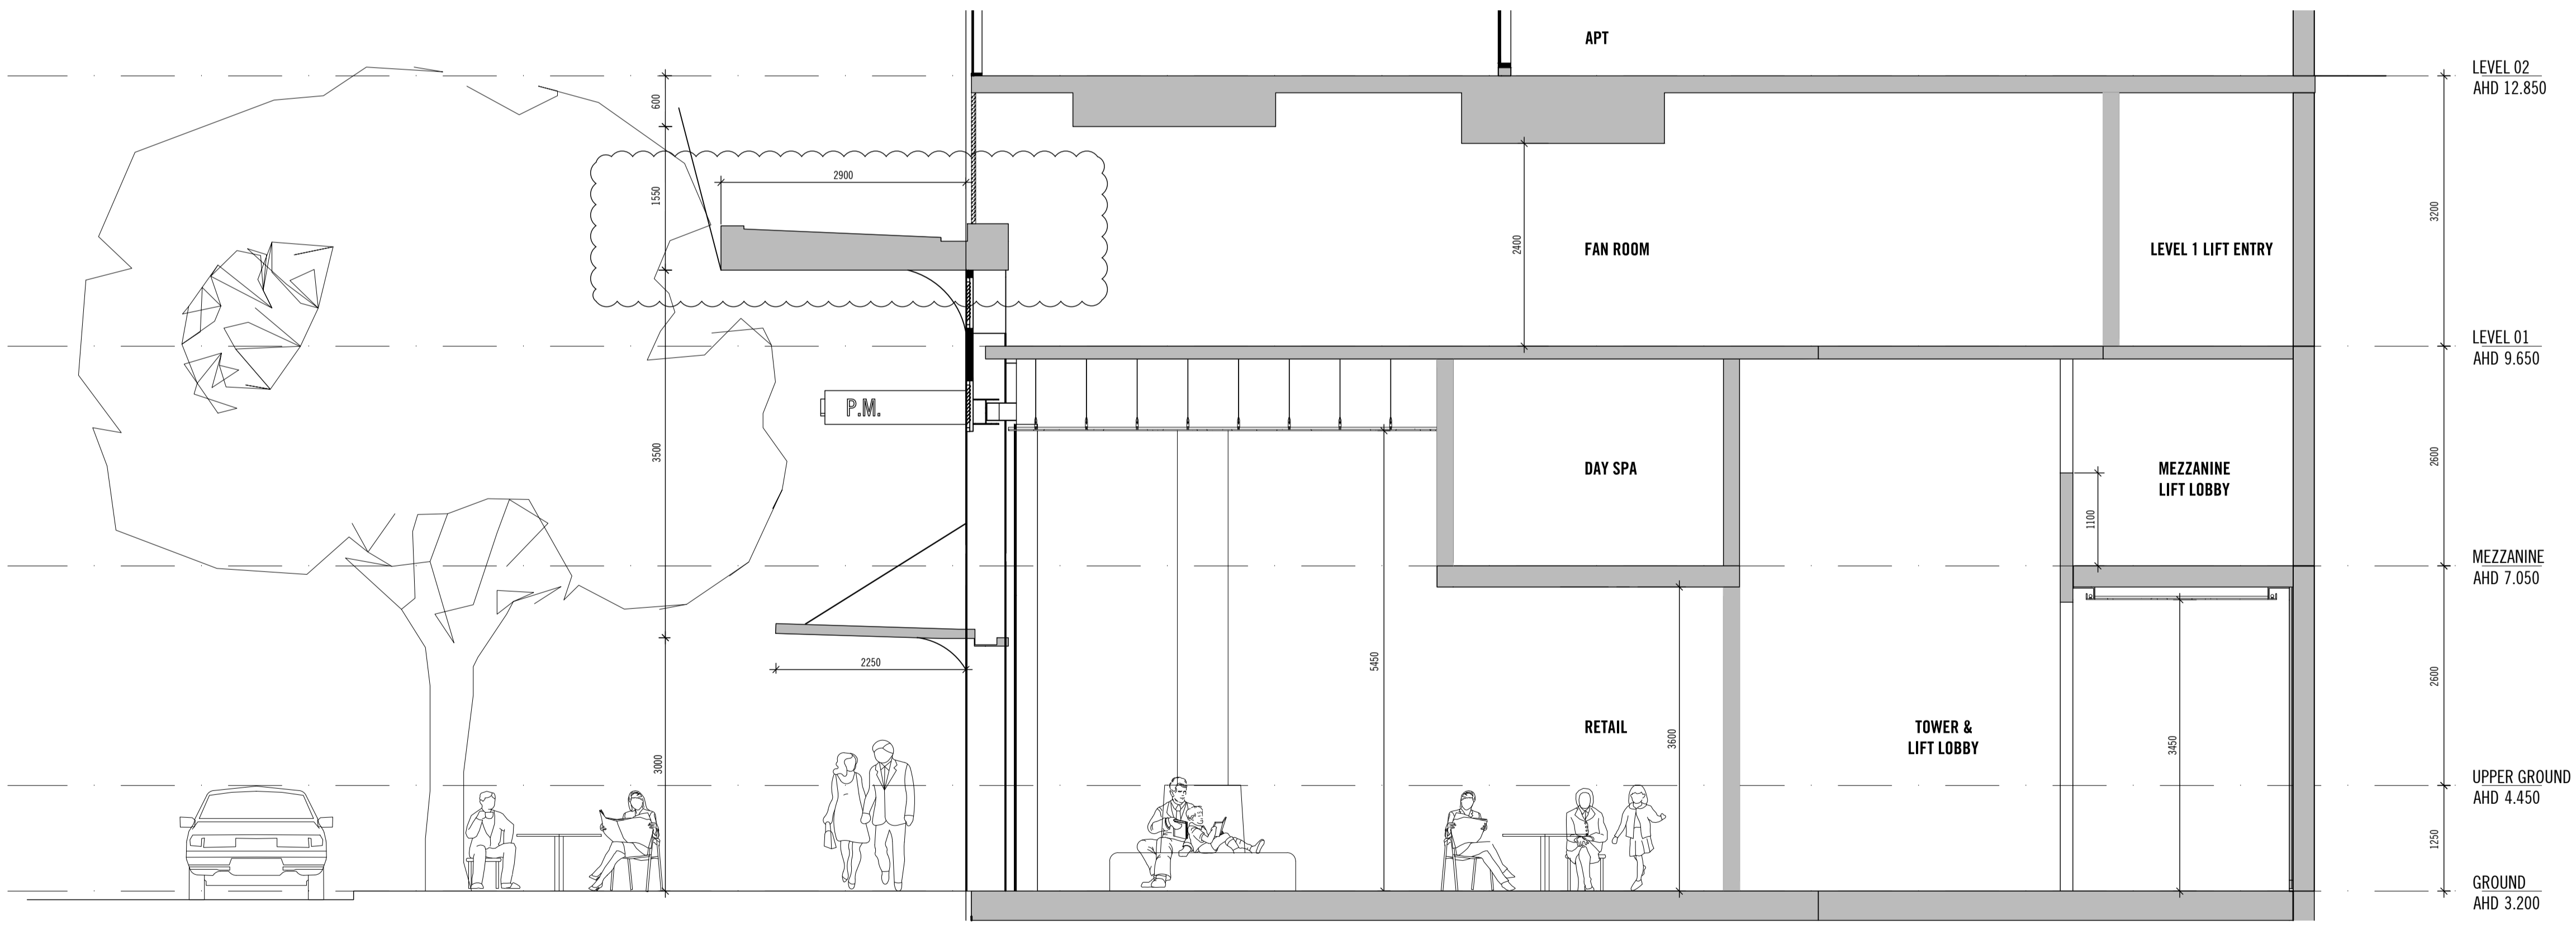 APT
LEVEL 02
AHD 12.850
600
1550
2900
2400
3200
FAN ROOM
LEVEL 1 LIFT ENTRY
LEVEL 01
AHD 9.650
P.M.
3500
DAY SPA
MEZZANINE
LIFT LOBBY
2600
1100
MEZZANINE
AHD 7.050
2250
5450
2600
RETAIL
3600
TOWER &
LIFT LOBBY
3450
3000
UPPER GROUND
AHD 4.450
1250
GROUND
AHD 3.200